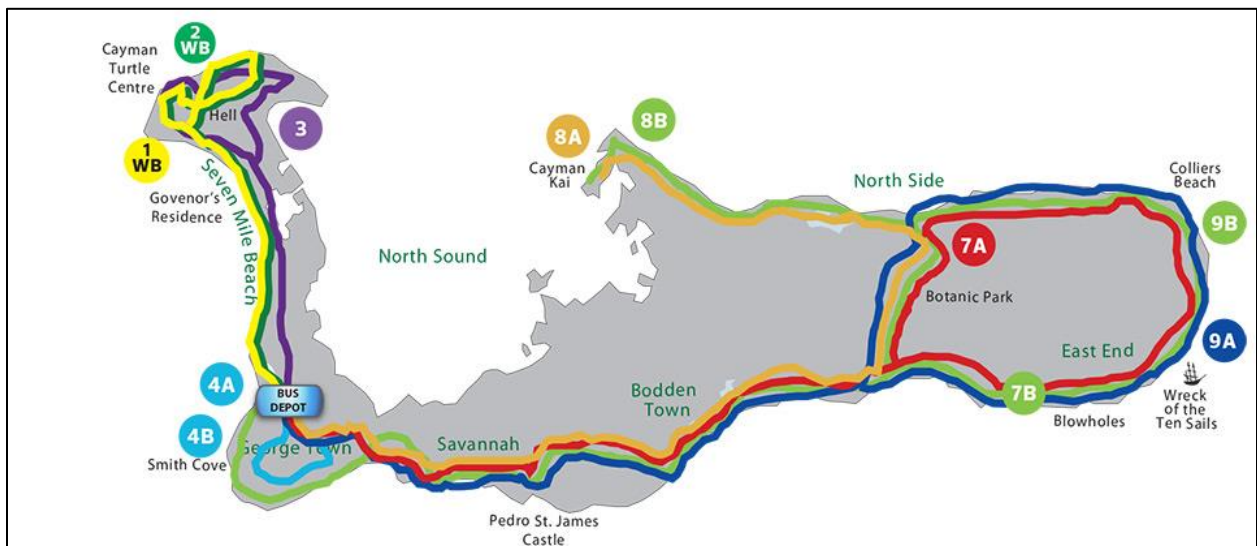 2
WB
Cayman
Turtle
Centre
Hell
3
1
WB
Seven Mile Beach
Govenor's
Residence
8A
8B
Cayman
Kai
North Side
Colliers
Beach
9B
North Sound
7A
Botanic Park
East End
9A
4A
BUS
DEPOT
Bodden
Town
7B
Blowholes
Wreck
of the
Ten Sails
4B
George Town
Smith Cove
Savannah
Pedro St. James
Castle